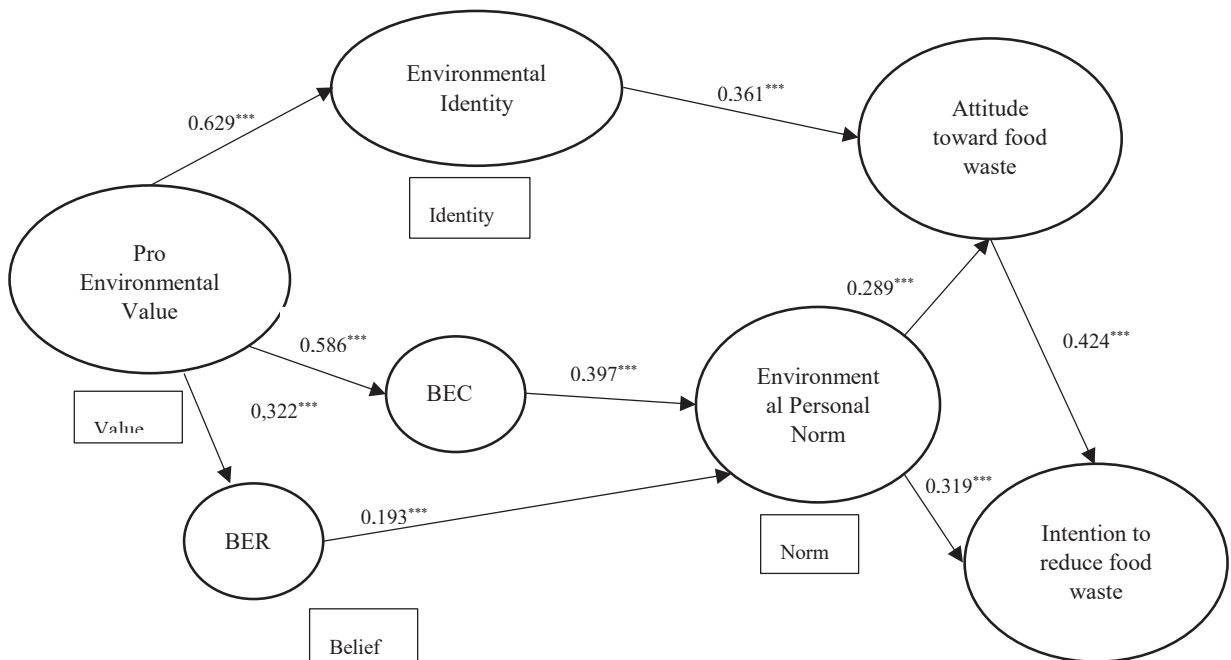 Environmental
Identity
0.361***
Attitude
toward food
waste
0.629***
Identity
Pro
Environmental
Value
0.289***
0.586***
0.424***
BEC
0.397***
Environment
al Personal
Norm
0,322***
Value
0.319***
0.193***
BER
Norm
Intention to
reduce food
waste
Belief